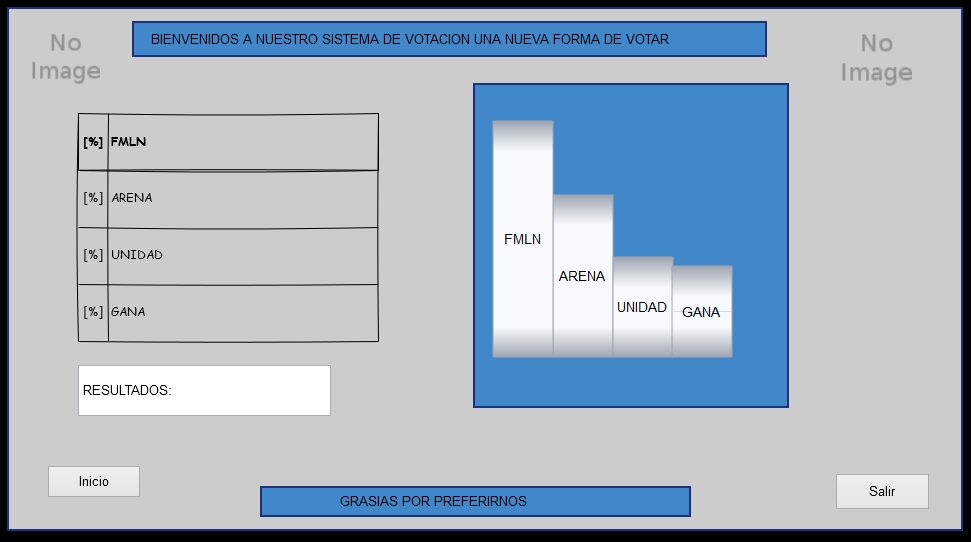 No
Image
BIENVENIDOS A NUESTRO SISTEMA DE VOTACION UNA NUEVA FORMA DE VOTAR
No
Image
[%] FMLN
[%] ARENA
[%] UNIDAD
[%] GANA
FMLN
ARENA
UNIDAD
GANA
RESULTADOS:
Inicio
GRASIAS POR PREFERIRNOS
Salir